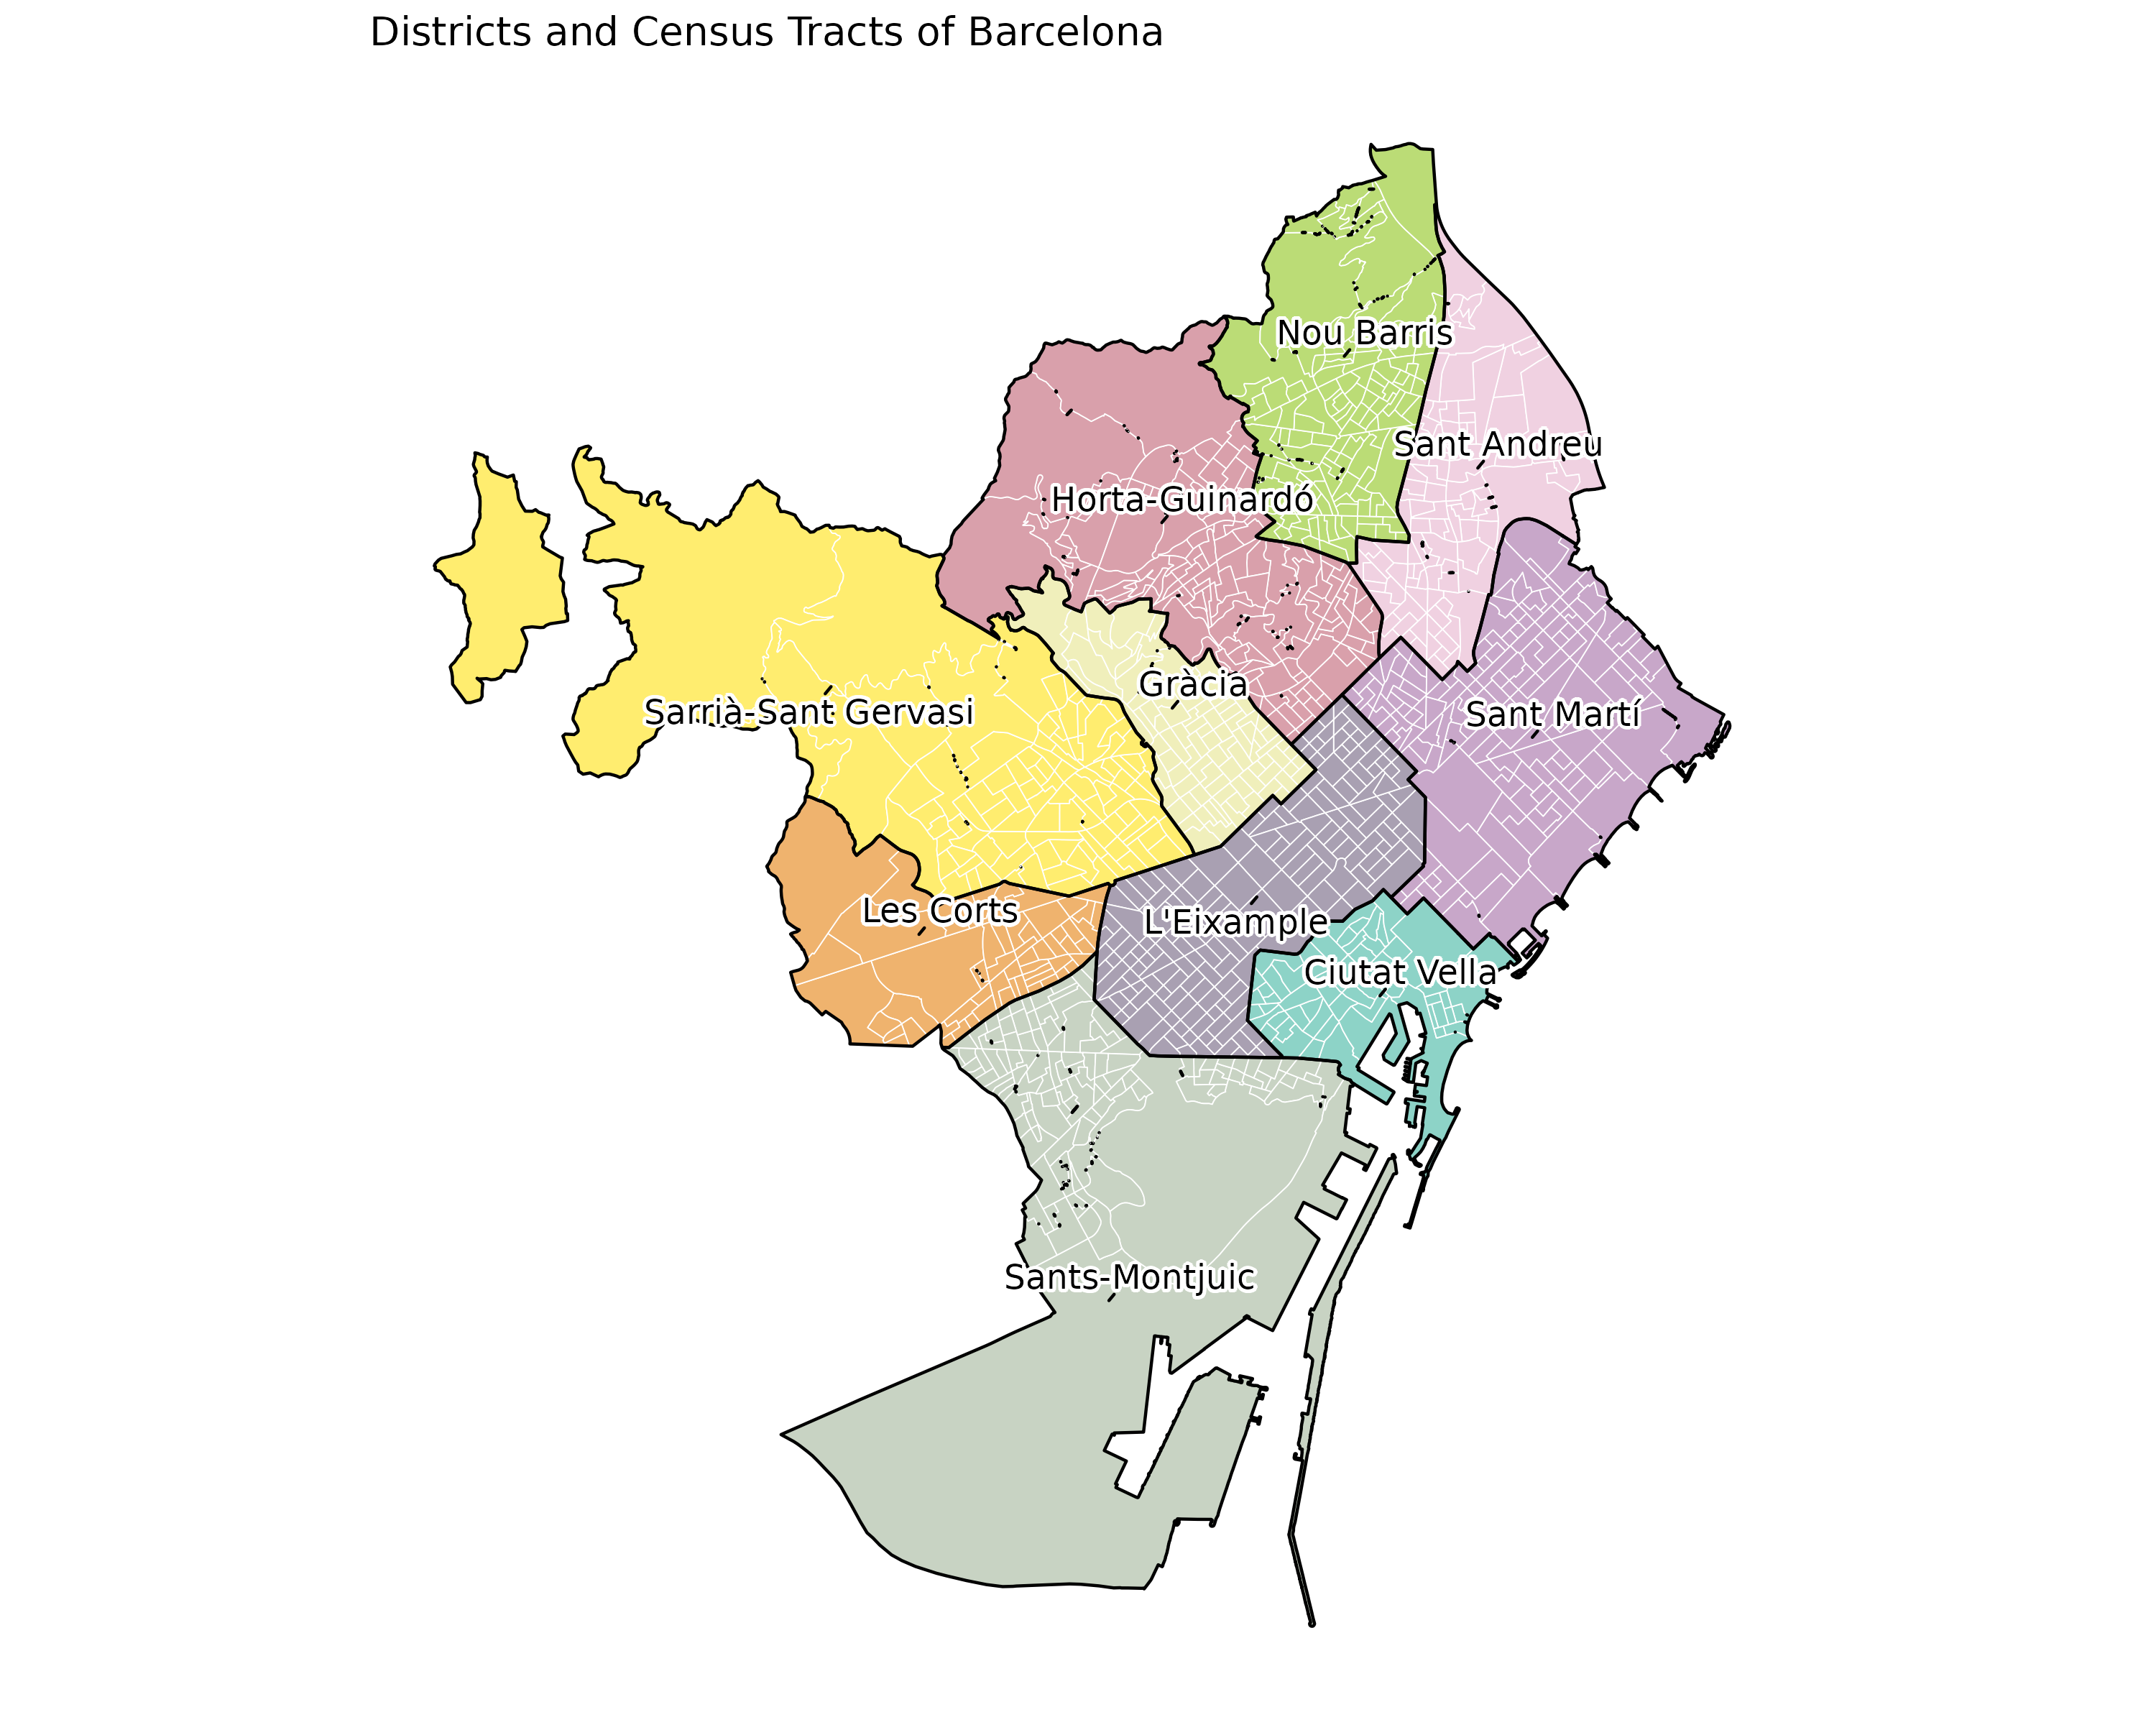 Districts and Census Tracts of Barcelona
Nou Barris
Sant Andreu
Horta-Guinardó
Gràcia
Sarrià-Sant Gervasi
Sant Martí
Les Corts
L'Eixample
Ciutat Vella
Sants-Montjuic